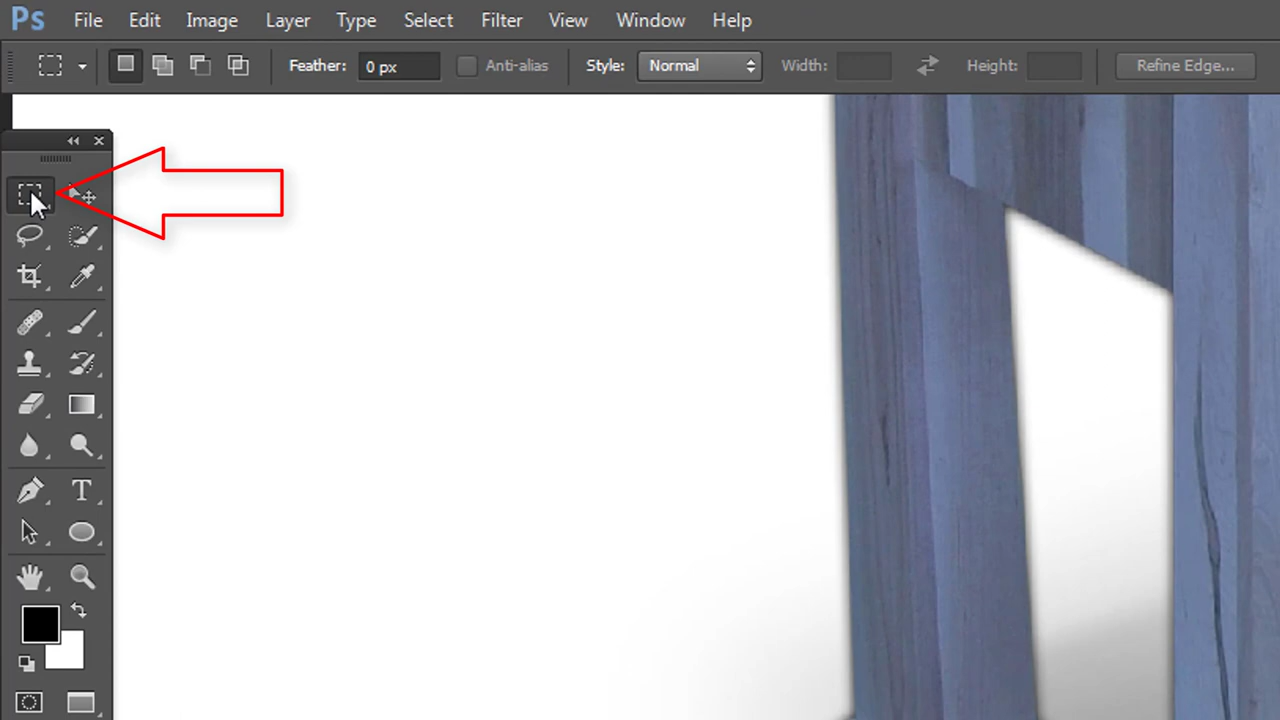 Ps File Edit Image Layer Type Select Filter View Window Help
Feather: 0 px Anti-alias Style: Normal Width: Height: Refine Edge...
T